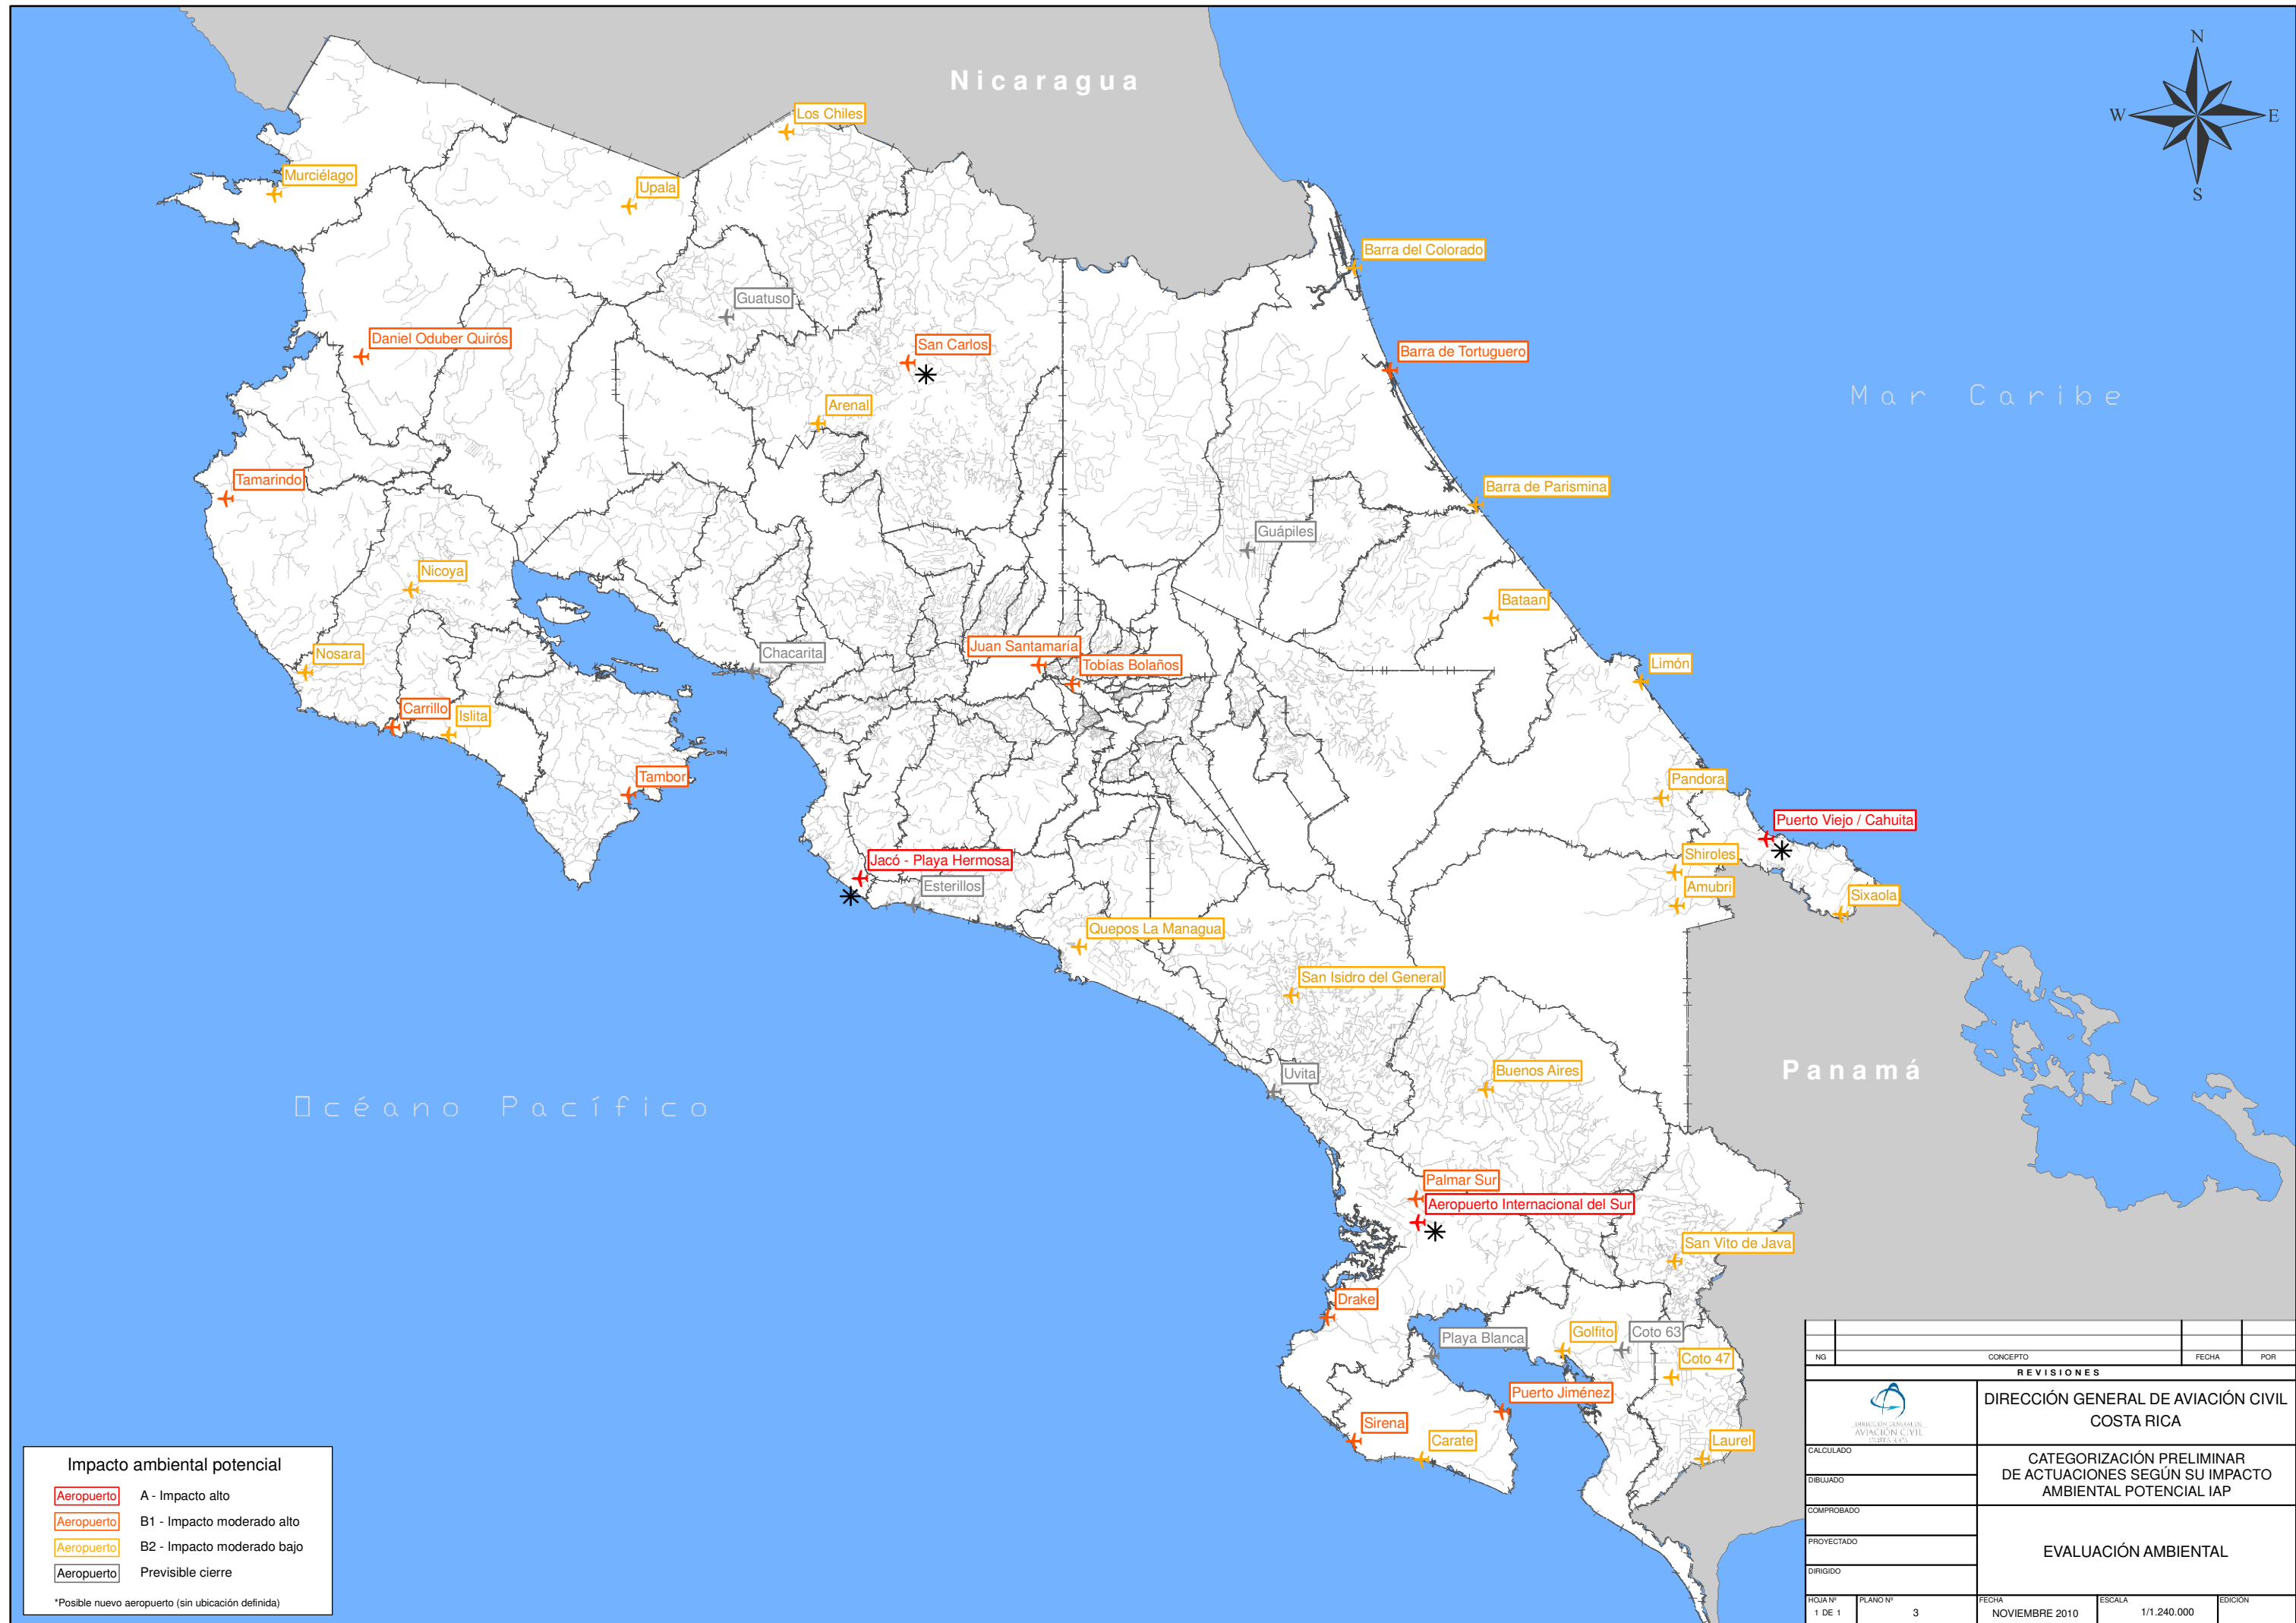 Nicaragua
N
W
E
S
Los Chiles
Murciélago
Upala
Barra del Colorado
Guatuso
Daniel Oduber Quirós
San Carlos
Barra de Tortuguero
Mar Caribe
Arenal
Tamarindo
Barra de Parismina
Guápiles
Nicoya
Bataan
Nosara
Chacarita
Juan Santamaría
Tobías Bolaños
Limón
Carrillo
Islita
Tambor
Pandora
Puerto Viejo / Cahuita
Jacó - Playa Hermosa
Esterillos
Shiroles
Amubri
Sixaola
Quepos La Managua
San Isidro del General
Uvita
Buenos Aires
Panamá
Océano Pacífico
Palmar Sur
Aeropuerto Internacional del Sur
San Vito de Java
Drake
Playa Blanca
Golfito
Coto 63
Coto 47
Puerto Jiménez
Sirena
Carate
Laurel
Impacto ambiental potencial
Aeropuerto A - Impacto alto
Aeropuerto B1 - Impacto moderado alto
Aeropuerto B2 - Impacto moderado bajo
Aeropuerto Previsible cierre
*Posible nuevo aeropuerto (sin ubicación definida)
NG CONCEPTO FECHA POR
REVISIONES
DIRECCIÓN GENERAL DE
AVIACIÓN CIVIL
COSTA RICA
DIRECCIÓN GENERAL DE AVIACIÓN CIVIL
COSTA RICA
CALCULADO
DIBUJADO
COMPROBADO
PROYECTADO
DIRIGIDO
CATEGORIZACIÓN PRELIMINAR
DE ACTUACIONES SEGÚN SU IMPACTO
AMBIENTAL POTENCIAL IAP
EVALUACIÓN AMBIENTAL
HOJA Nº PLANO Nº FECHA ESCALA EDICIÓN
1 DE 1 3 NOVIEMBRE 2010 1/1.240.000